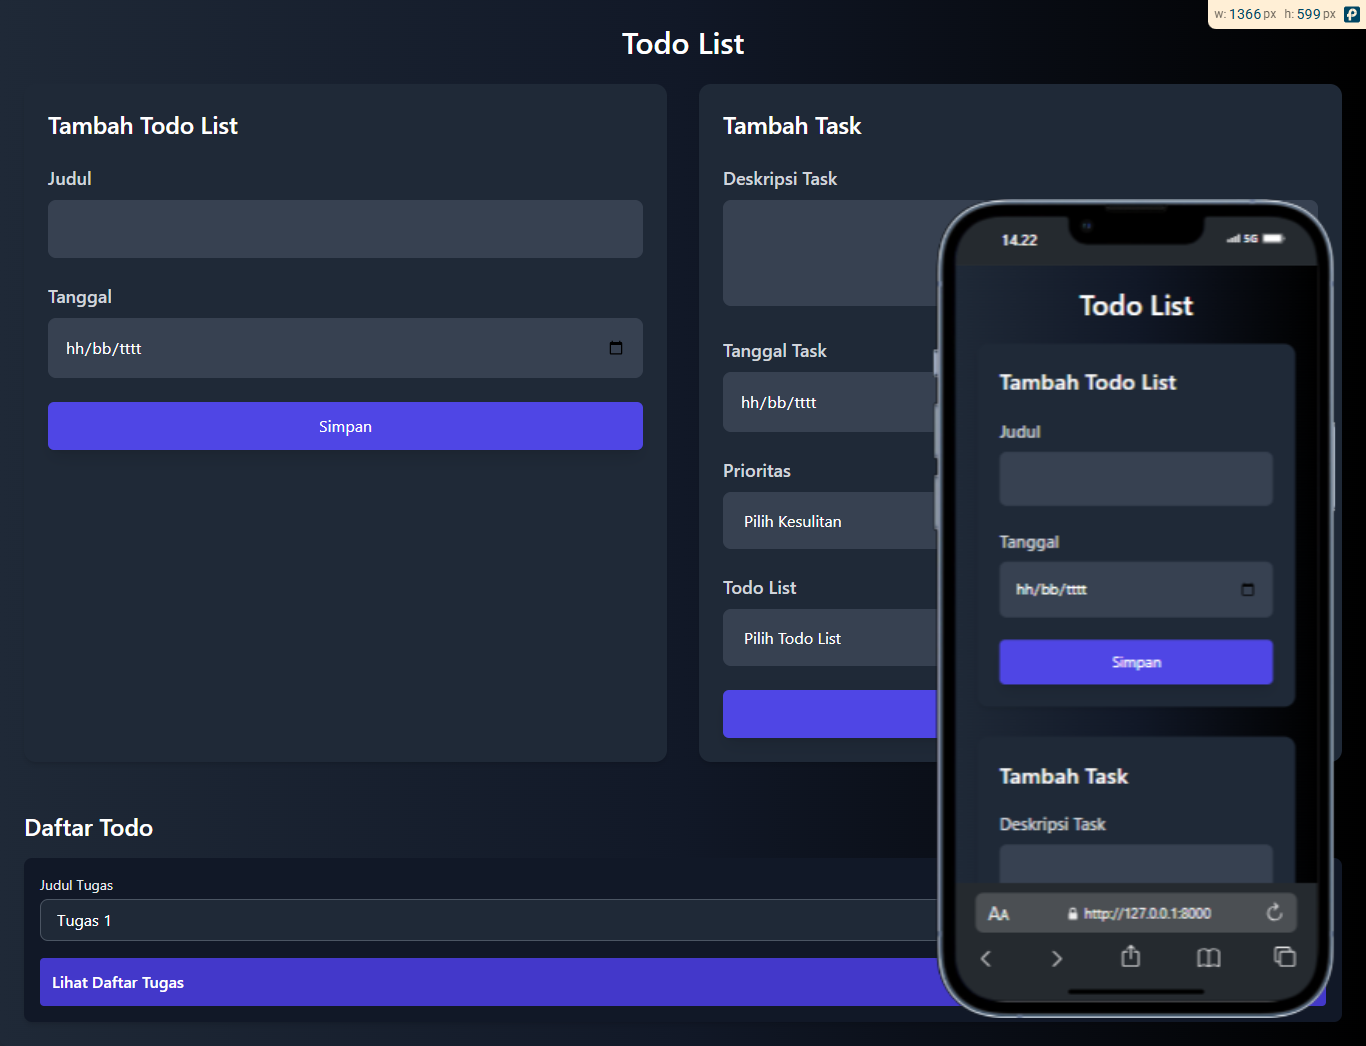 w: 1366 px h: 599 px
Todo List
Tambah Todo List
Judul
Tanggal
hh/bb/tttt
Simpan
Tambah Task
Deskripsi Task
Tanggal Task
hh/bb/tttt
Prioritas
Pilih Kesulitan
Todo List
Pilih Todo List
Daftar Todo
Judul Tugas
Tugas 1
Lihat Daftar Tugas
14.22
5G
Todo List
Tambah Todo List
Judul
Tanggal
hh/bb/tttt
Simpan
Tambah Task
Deskripsi Task
AA http://127.0.0.1:8000